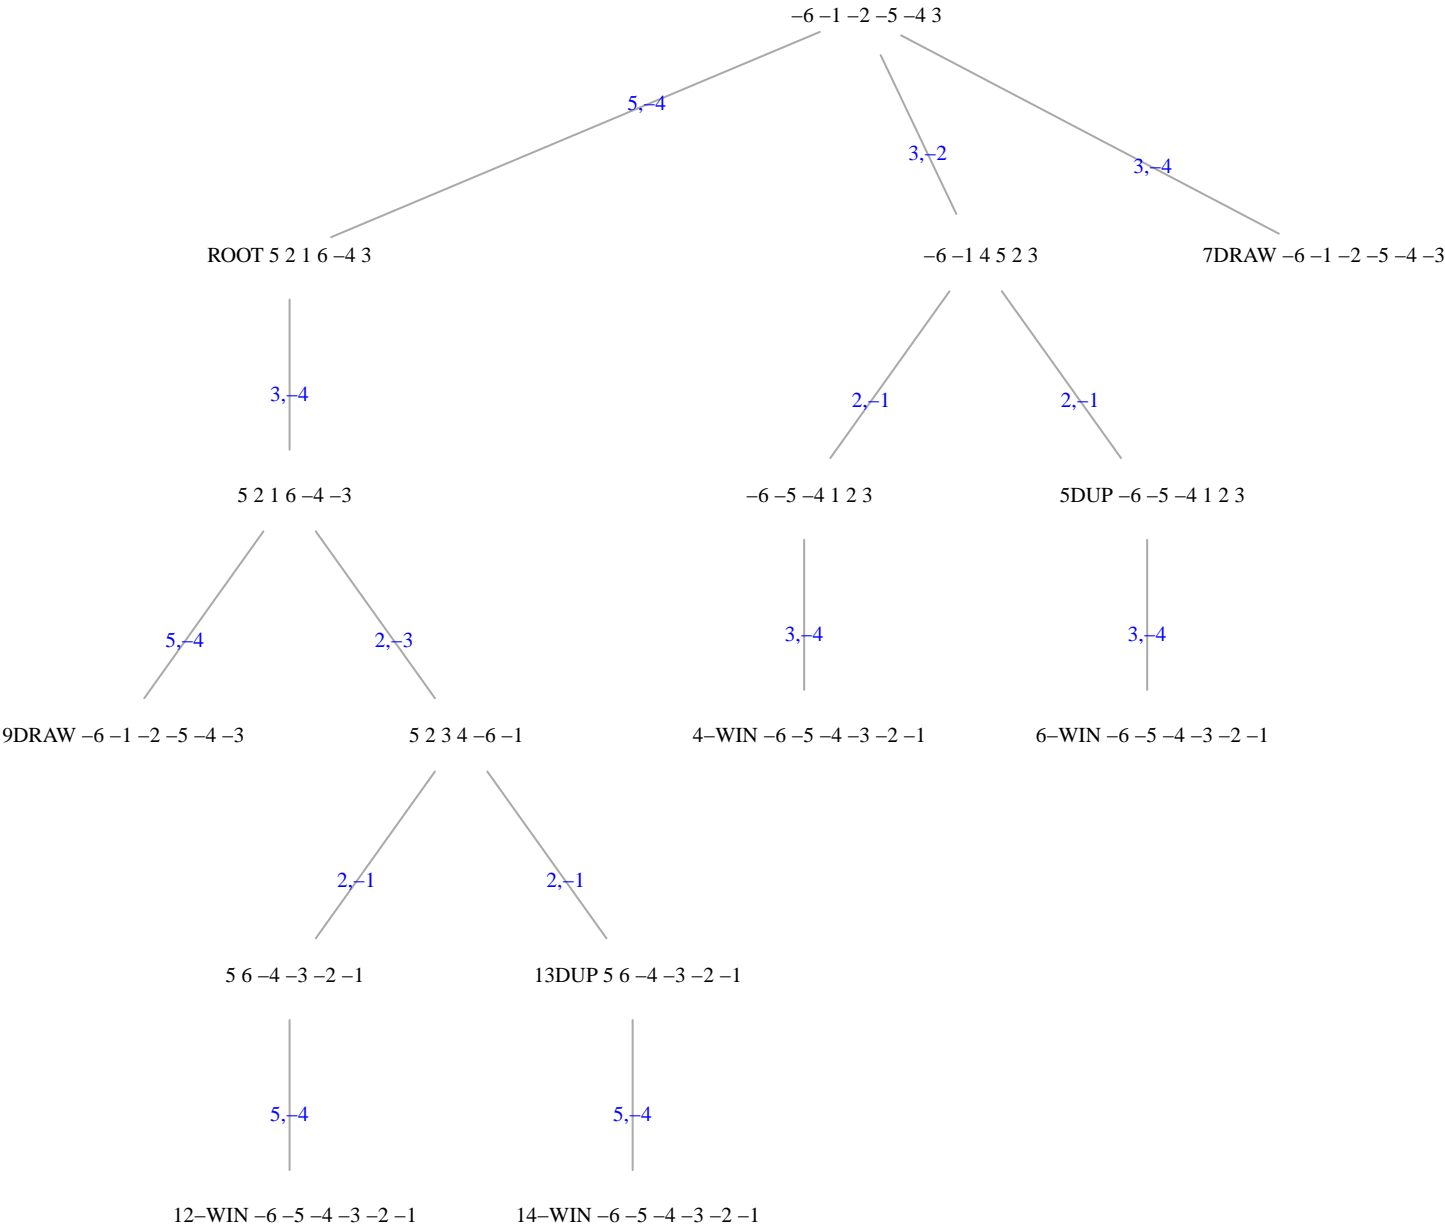 –6 –1 –2 –5 –4 3
5,–4
3,–2
3,–4
ROOT 5 2 1 6 –4 3
–6 –1 4 5 2 3
7DRAW –6 –1 –2 –5 –4 –3
3,–4
2,–1
2,–1
5 2 1 6 –4 –3
–6 –5 –4 1 2 3
5DUP –6 –5 –4 1 2 3
5,–4
2,–3
3,–4
3,–4
9DRAW –6 –1 –2 –5 –4 –3
5 2 3 4 –6 –1
4–WIN –6 –5 –4 –3 –2 –1
6–WIN –6 –5 –4 –3 –2 –1
2,–1
2,–1
5 6 –4 –3 –2 –1
13DUP 5 6 –4 –3 –2 –1
5,–4
5,–4
12–WIN –6 –5 –4 –3 –2 –1
14–WIN –6 –5 –4 –3 –2 –1